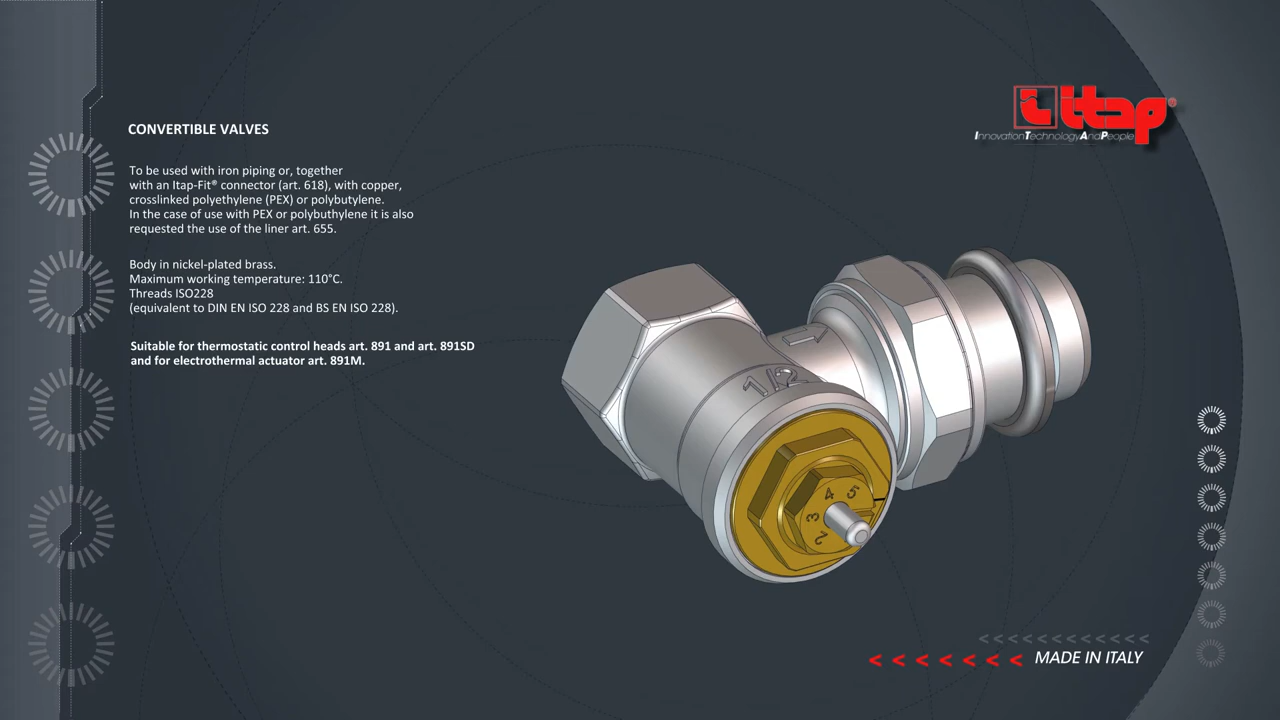 CONVERTIBLE VALVES
To be used with iron piping or, together
with an Itap-Fit® connector (art. 618), with copper,
crosslinked polyethylene (PEX) or polybutylene.
In the case of use with PEX or polybuthylene it is also
requested the use of the liner art. 655.
Body in nickel-plated brass.
Maximum working temperature: 110°C.
Threads ISO228
(equivalent to DIN EN ISO 228 and BS EN ISO 228).
Suitable for thermostatic control heads art. 891 and art. 891SD
and for electrothermal actuator art. 891M.
itap®
InnovationTechnologyAndPeople
1/2
2 3 4 5
< < < < < < < < < < < <
< < < < < < < MADE IN ITALY